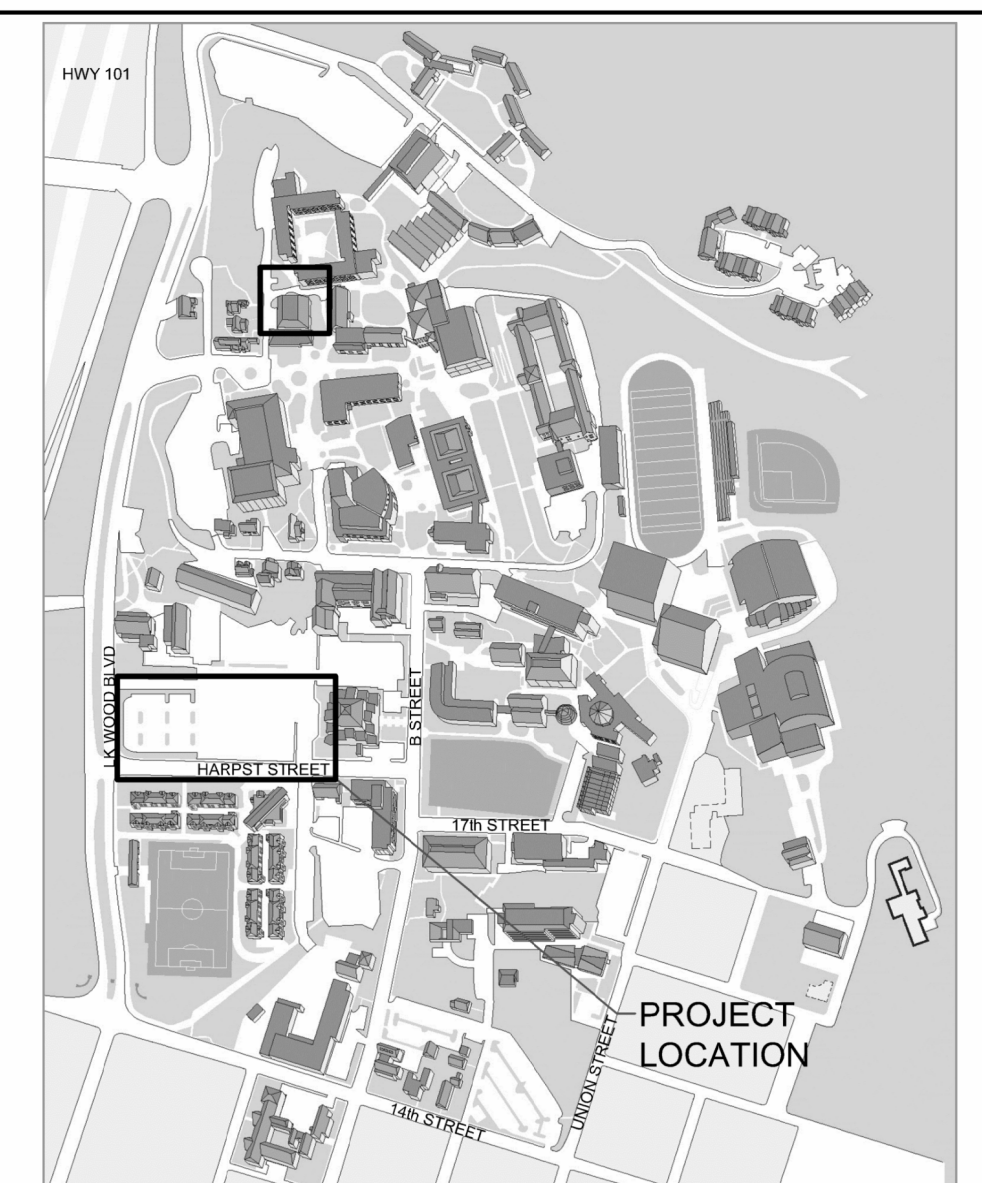 HWY 101
LK WOOD BLVD
B STREET
HARPST STREET
17th STREET
PROJECT
LOCATION
UNION STREET
14th STREET